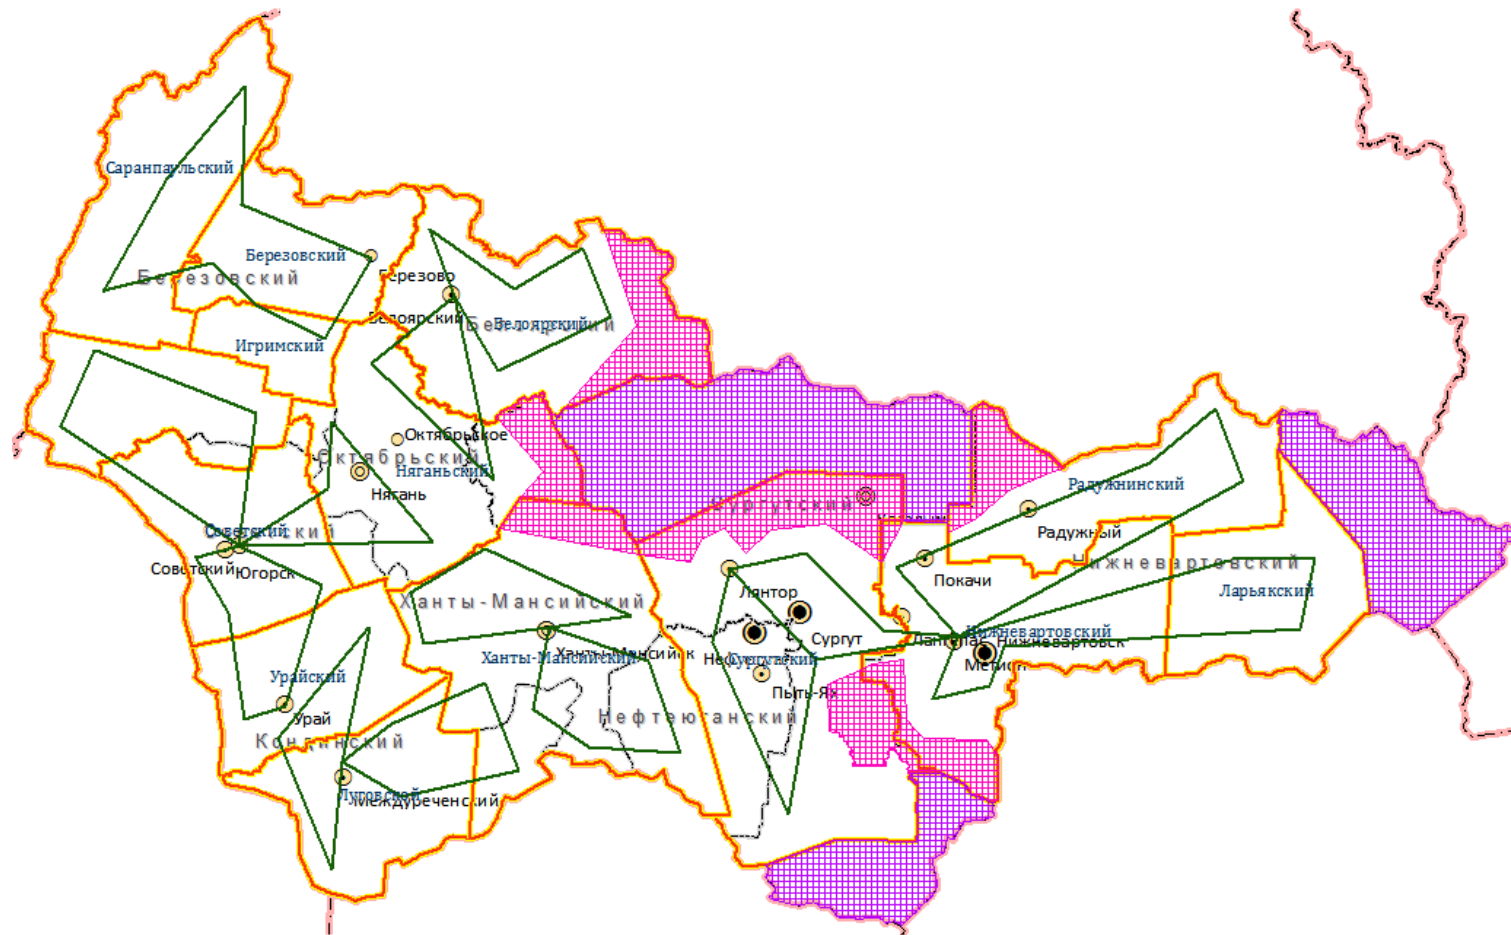 Саранпаульский
Березовский
Березовский
Березово
Белоярский
Белоярский
Игримский
Октябрьское
Октябрьский
Няганьский
Нягань
Сургутский
Радужнинский
Радужный
Советский
Советский
Югорск
Покачи
Нижневартовский
Лянтор
Ларьякский
Ханты-Мансийский
Сургут
Нижневартовский
Нижневартовск
Ханты-Мансийский
Ханты-Мансийск
Сургутский
Урайский
Пыть-Ях
Урай
Нефтеюганский
Кондинский
Луговской
Междуреченский